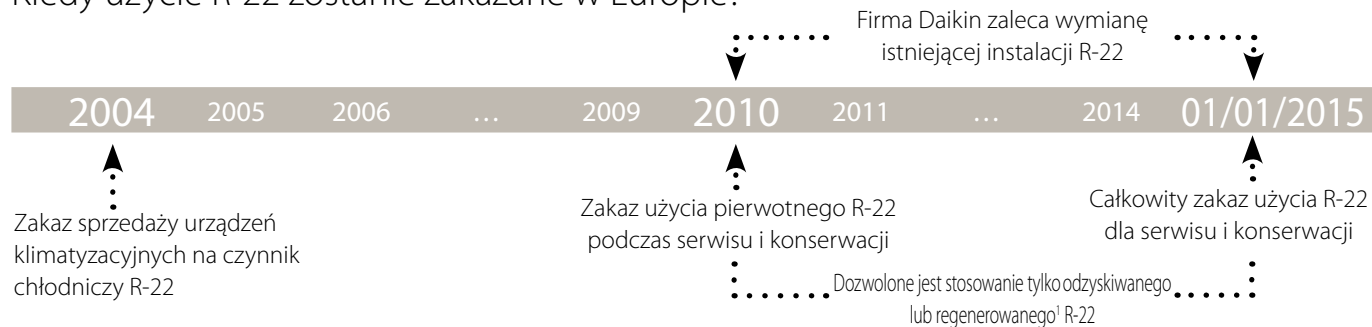 Kiedy użycie R-22 zostanie zakazane w Europie?
Firma Daikin zaleca wymianę
istniejącej instalacji R-22
2004 2005 2006 ... 2009 2010 2011 ... 2014 01/01/2015
Zakaz sprzedaży urządzeń
klimatyzacyjnych na czynnik
chłodniczy R-22
Zakaz użycia pierwotnego R-22
podczas serwisu i konserwacji
Całkowity zakaz użycia R-22
dla serwisu i konserwacji
Dozwolone jest stosowanie tylko odzyskiwanego
lub regenerowanego¹ R-22